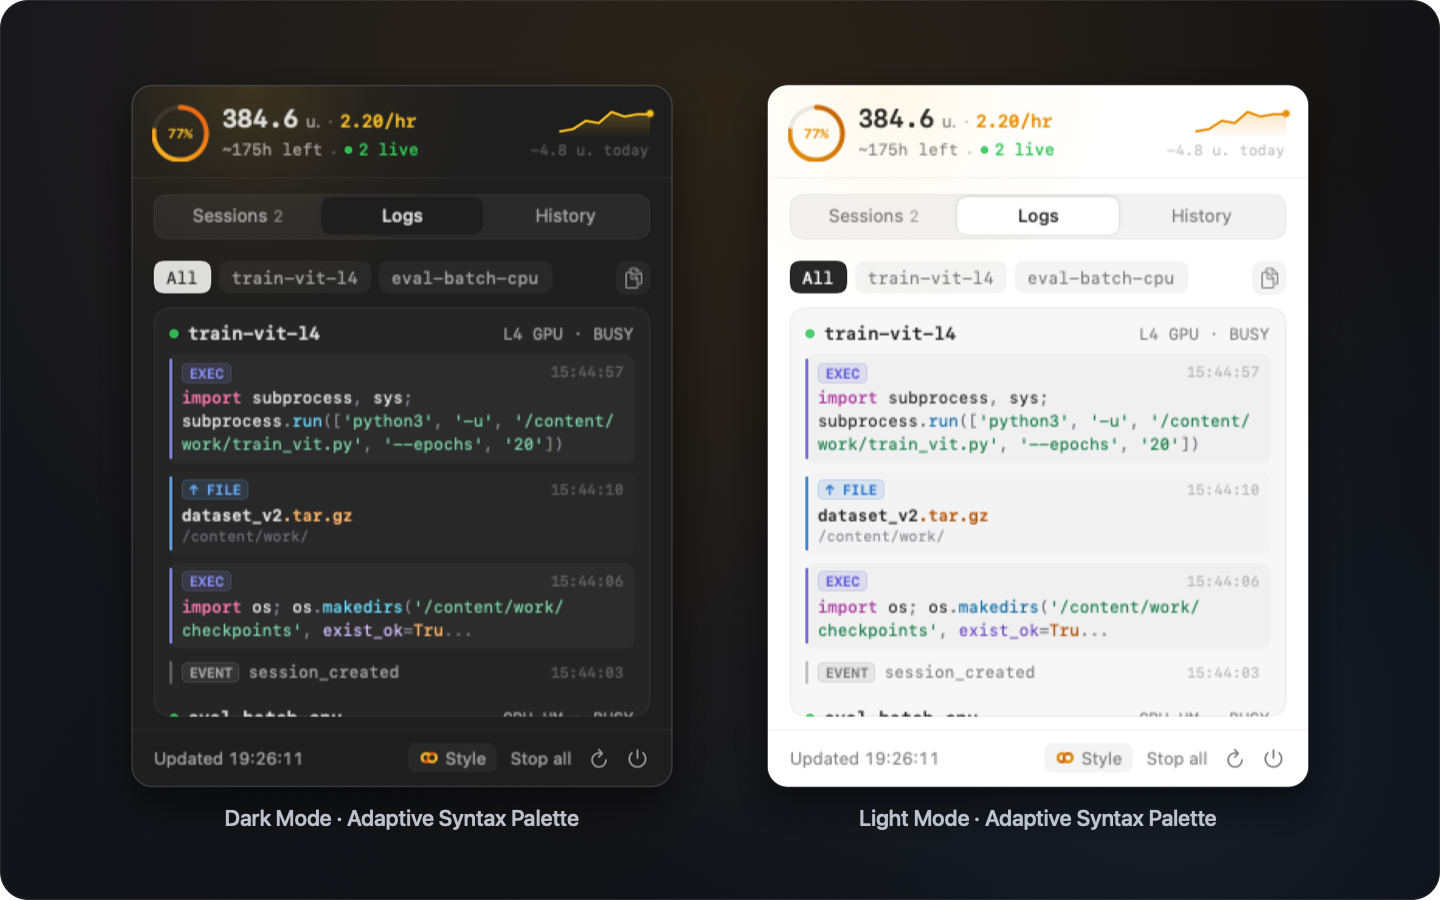 77%
384.6 u. · 2.20/hr
~175h left · 2 live
−4.8 u. today
Sessions 2
Logs
History
All
train-vit-l4
eval-batch-cpu
train-vit-l4
L4 GPU · BUSY
EXEC
15:44:57
import subprocess, sys;
subprocess.run(['python3', '-u', '/content/
work/train_vit.py', '--epochs', '20'])
↑ FILE
15:44:10
dataset_v2.tar.gz
/content/work/
EXEC
15:44:06
import os; os.makedirs('/content/work/
checkpoints', exist_ok=Tru...
EVENT
session_created
15:44:03
eval-batch-cpu
Updated 19:26:11
Style
Stop all
Dark Mode · Adaptive Syntax Palette
77%
384.6 u. · 2.20/hr
~175h left · 2 live
−4.8 u. today
Sessions 2
Logs
History
All
train-vit-l4
eval-batch-cpu
train-vit-l4
L4 GPU · BUSY
EXEC
15:44:57
import subprocess, sys;
subprocess.run(['python3', '-u', '/content/
work/train_vit.py', '--epochs', '20'])
↑ FILE
15:44:10
dataset_v2.tar.gz
/content/work/
EXEC
15:44:06
import os; os.makedirs('/content/work/
checkpoints', exist_ok=Tru...
EVENT
session_created
15:44:03
eval-batch-cpu
Updated 19:26:11
Style
Stop all
Light Mode · Adaptive Syntax Palette